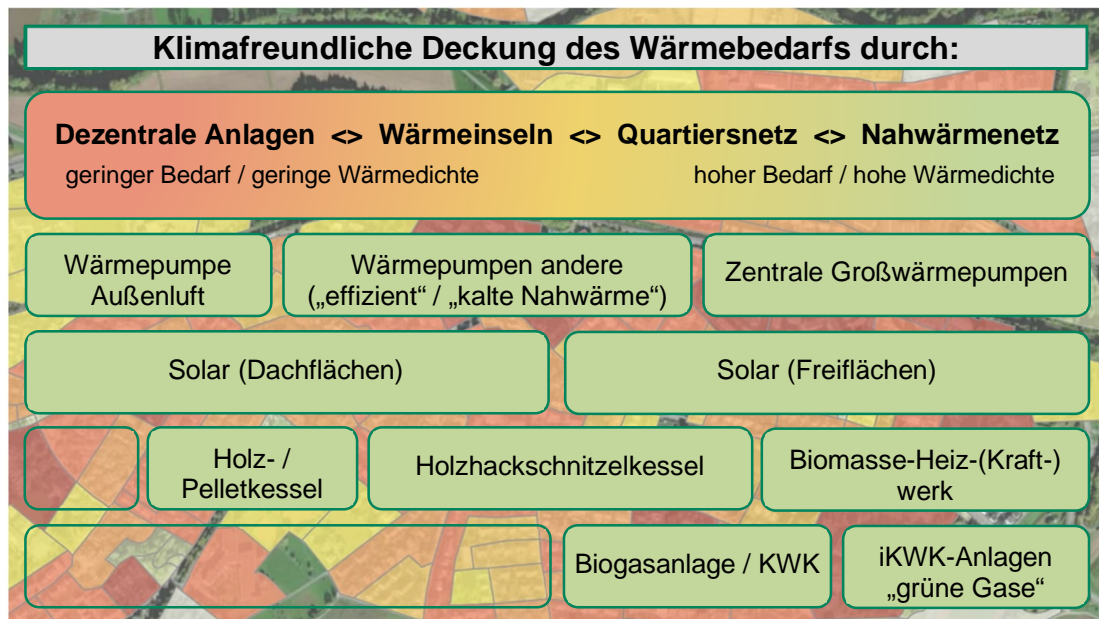 Klimafreundliche Deckung des Wärmebedarfs durch:
Dezentrale Anlagen <> Wärmeinseln <> Quartiersnetz <> Nahwärmenetz
geringer Bedarf / geringe Wärmedichte
hoher Bedarf / hohe Wärmedichte
Wärmepumpe
Außenluft
Wärmepumpen andere
(„effizient“ / „kalte Nahwärme“)
Zentrale Großwärmepumpen
Solar (Dachflächen)
Solar (Freiflächen)
Holz- /
Pelletkessel
Holzhackschnitzelkessel
Biomasse-Heiz-(Kraft-)
werk
Biogasanlage / KWK
iKWK-Anlagen
„grüne Gase“